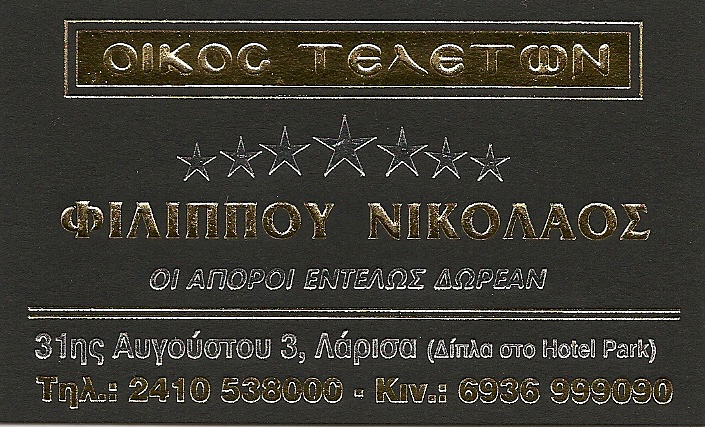 ΟΙΚΟΣ ΤΕΛΕΤΩΝ
ΦΙΛΙΠΠΟΥ ΝΙΚΟΛΑΟΣ
ΟΙ ΑΠΟΡΟΙ ΕΝΤΕΛΩΣ ΔΩΡΕΑΝ
31ης Αυγούστου 3, Λάρισα (Δίπλα στο Hotel Park)
Τηλ.: 2410 538000 - Κιν.: 6936 999090